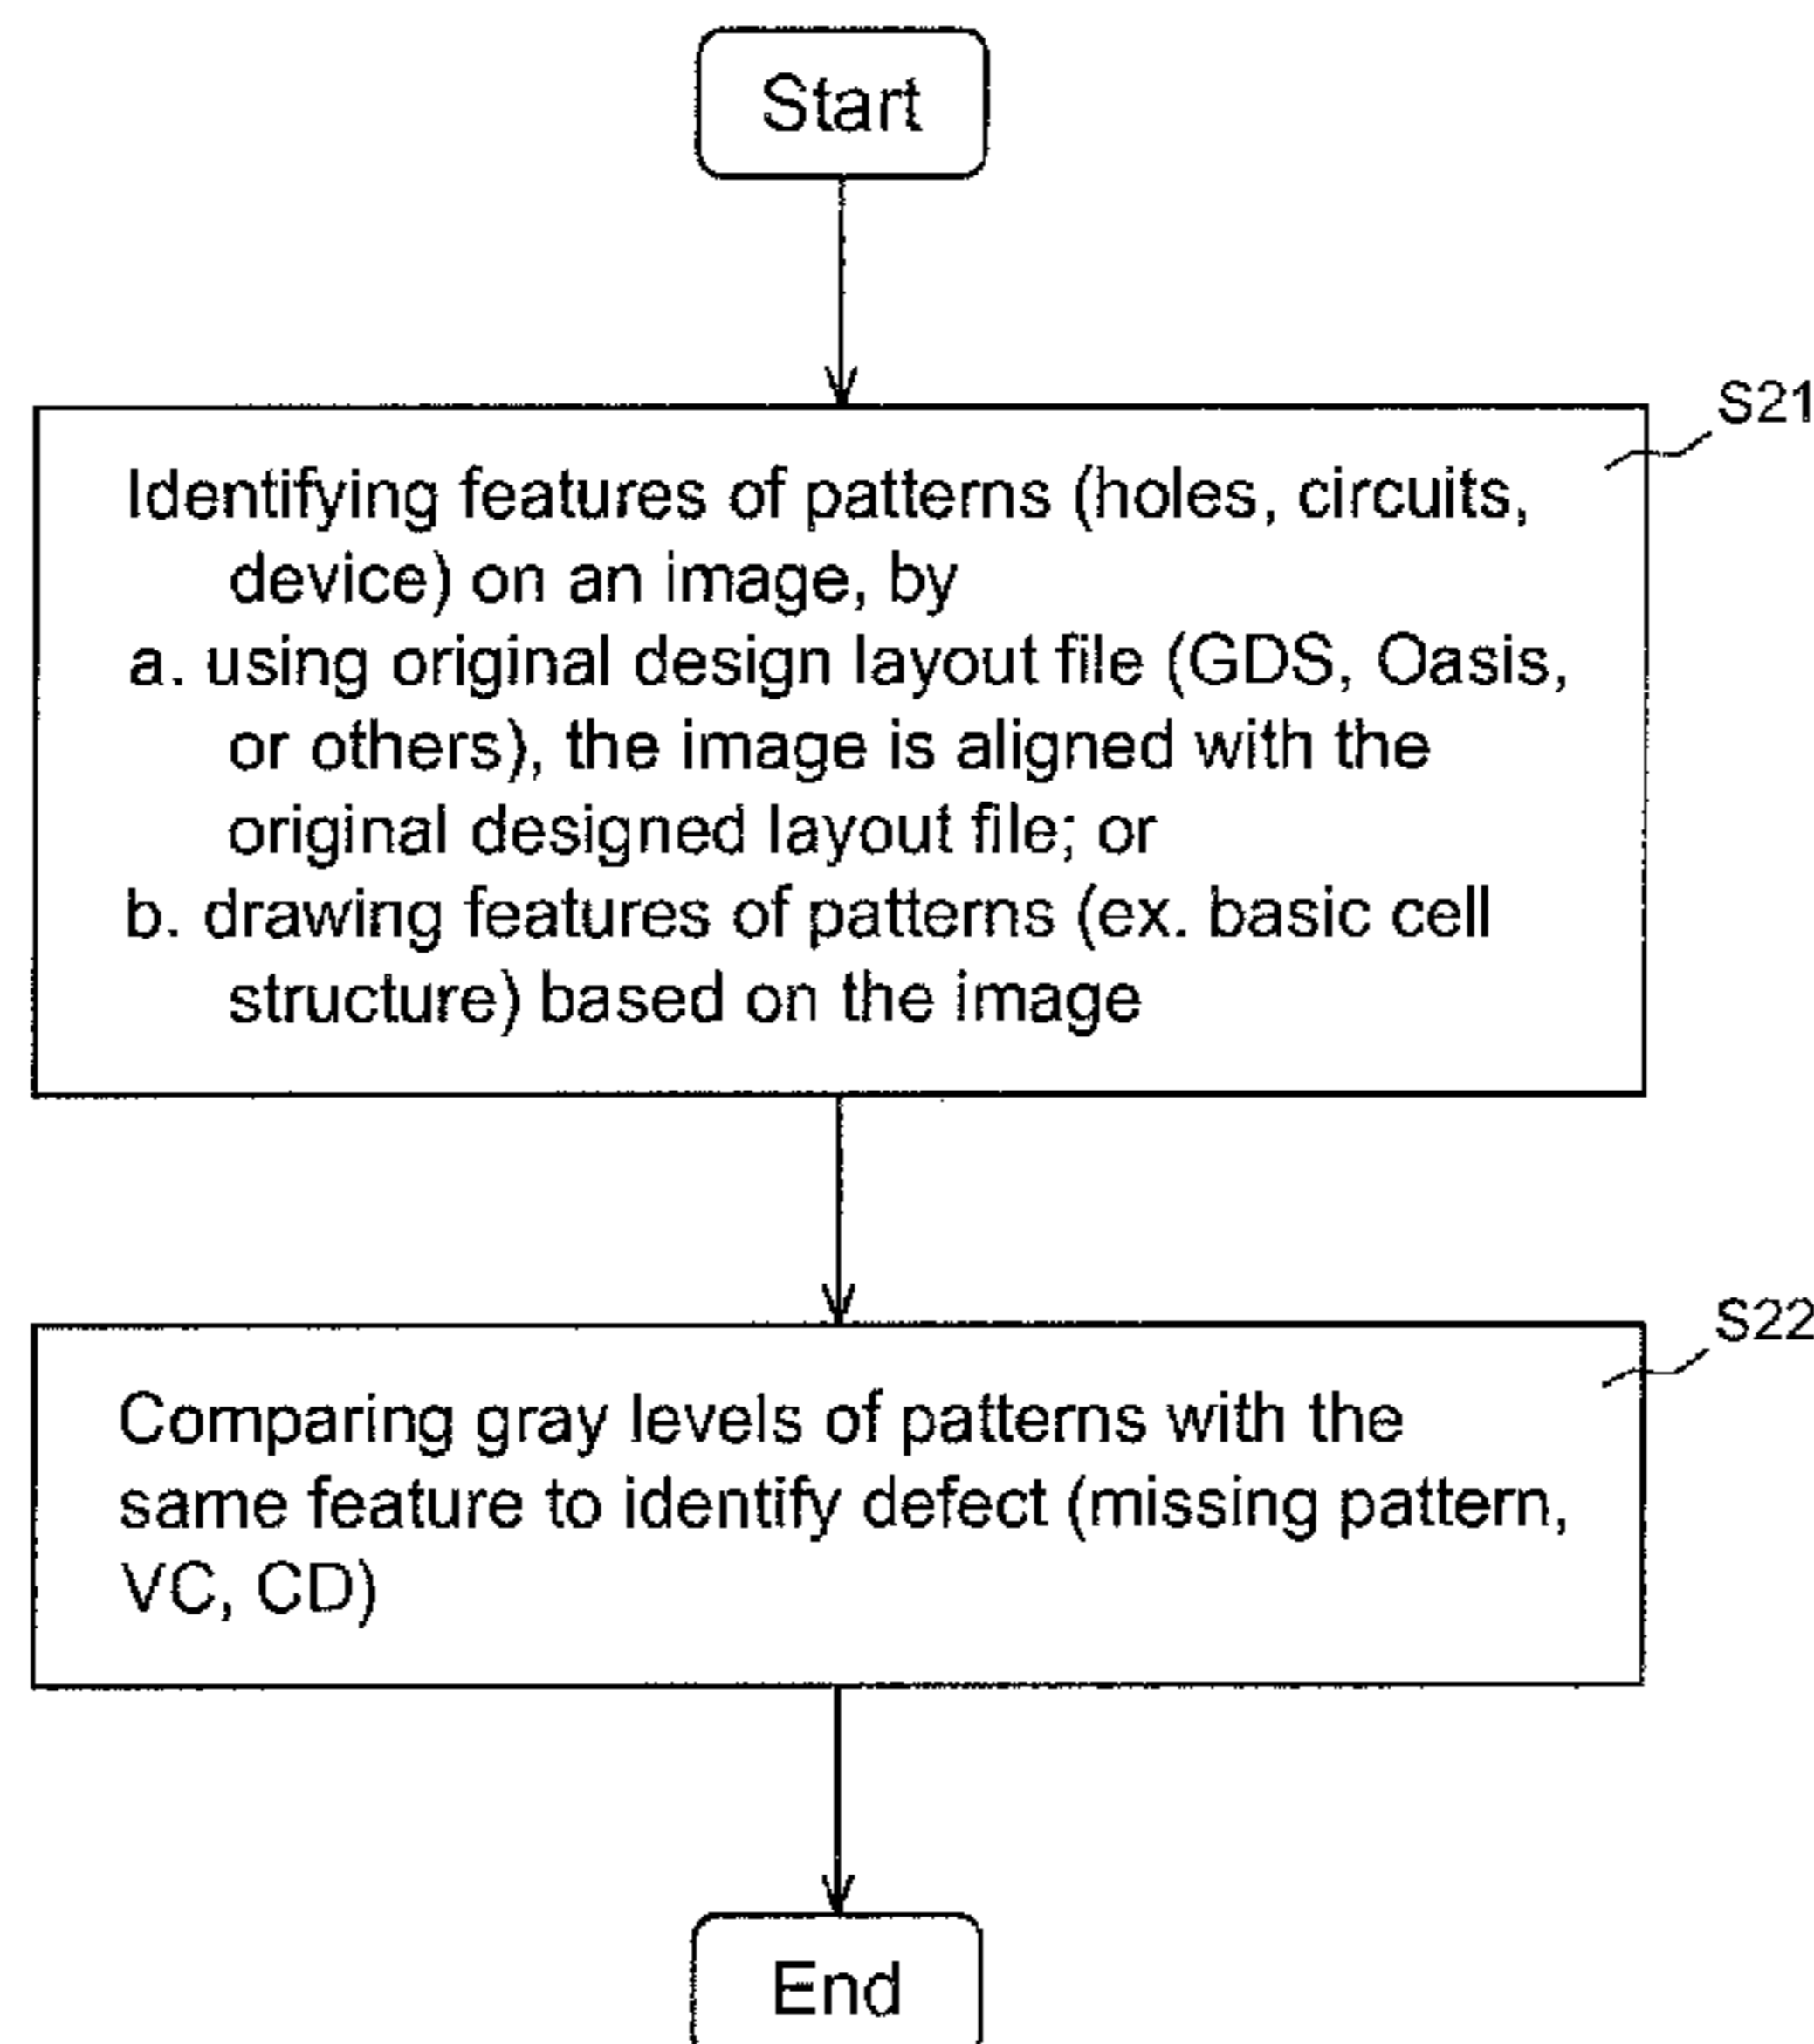 Start
S21
Identifying features of patterns (holes, circuits,
device) on an image, by
a. using original design layout file (GDS, Oasis,
or others), the image is aligned with the
original designed layout file; or
b. drawing features of patterns (ex. basic cell
structure) based on the image
S22
Comparing gray levels of patterns with the
same feature to identify defect (missing pattern,
VC, CD)
End